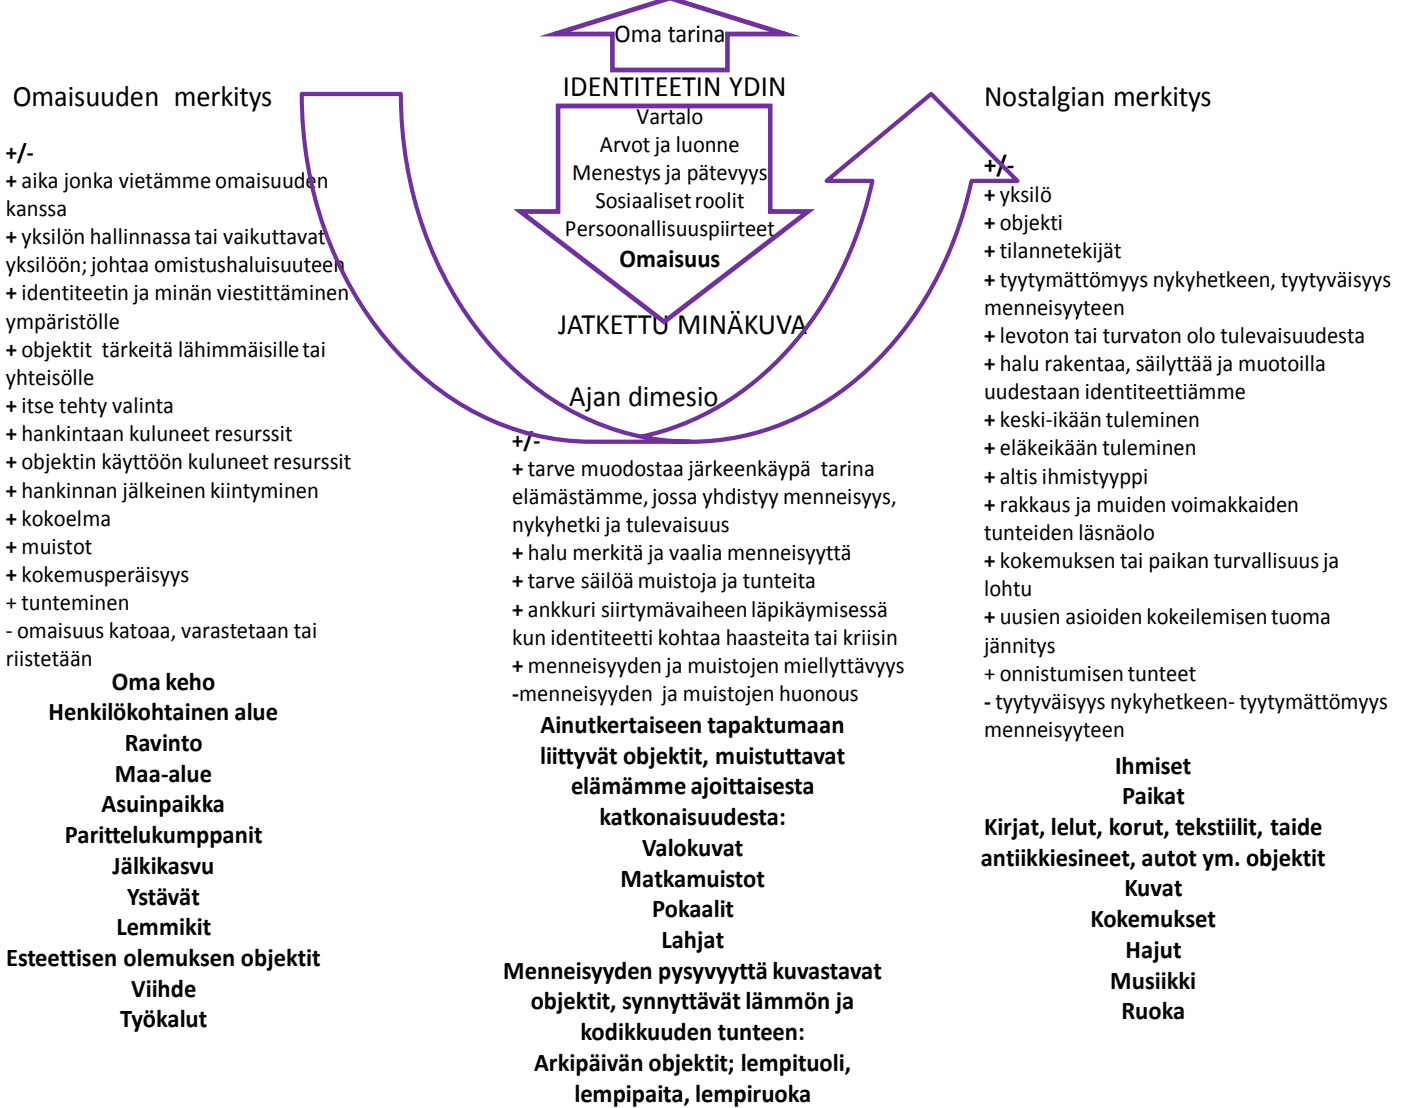 Oma tarina
IDENTITEETIN YDIN
Vartalo
Arvot ja luonne
Menestys ja pätevyys
Sosiaaliset roolit
Persoonallisuuspiirteet
Omaisuus
JATKETTU MINÄKUVA
Ajan dimesio
Omaisuuden merkitys
+/-
+ aika jonka vietämme omaisuuden
kanssa
+ yksilön hallinnassa tai vaikuttavat
yksilöön; johtaa omistushaluisuuteen
+ identiteetin ja minän viestittäminen
ympäristölle
+ objektit tärkeitä lähimmäisille tai
yhteisölle
+ itse tehty valinta
+ hankintaan kuluneet resurssit
+ objektin käyttöön kuluneet resurssit
+ hankinnan jälkeinen kiintyminen
+ kokoelma
+ muistot
+ kokemusperäisyys
+ tunteminen
- omaisuus katoaa, varastetaan tai
riistetään
Oma keho
Henkilökohtainen alue
Ravinto
Maa-alue
Asuinpaikka
Parittelukumppanit
Jälkikasvu
Ystävät
Lemmikit
Esteettisen olemuksen objektit
Viihde
Työkalut
+/-
+ tarve muodostaa järkeenkäypä tarina
elämästämme, jossa yhdistyy menneisyys,
nykyhetki ja tulevaisuus
+ halu merkitä ja vaalia menneisyyttä
+ tarve säilöä muistoja ja tunteita
+ ankkuri siirtymävaiheen läpikäymisessä
kun identiteetti kohtaa haasteita tai kriisin
+ menneisyyden ja muistojen miellyttävyys
-menneisyyden ja muistojen huonous
Ainutkertaiseen tapaktumaan
liittyvät objektit, muistuttavat
elämämme ajoittaisesta
katkonaisuudesta:
Valokuvat
Matkamuistot
Pokaalit
Lahjat
Menneisyyden pysyvyyttä kuvastavat
objektit, synnyttävät lämmön ja
kodikkuuden tunteen:
Arkipäivän objektit; lempituoli,
lempipaita, lempiruoka
Nostalgian merkitys
+/-
+ yksilö
+ objekti
+ tilannetekijät
+ tyytymättömyys nykyhetkeen, tyytyväisyys
menneisyyteen
+ levoton tai turvaton olo tulevaisuudesta
+ halu rakentaa, säilyttää ja muotoilla
uudestaan identiteettiämme
+ keski-ikään tuleminen
+ eläkeikään tuleminen
+ altis ihmistyyppi
+ rakkaus ja muiden voimakkaiden
tunteiden läsnäolo
+ kokemuksen tai paikan turvallisuus ja
lohtu
+ uusien asioiden kokeilemisen tuoma
jännitys
+ onnistumisen tunteet
- tyytyväisyys nykyhetkeen- tyytymättömyys
menneisyyteen
Ihmiset
Paikat
Kirjat, lelut, korut, tekstiilit, taide
antiikkiesineet, autot ym. objektit
Kuvat
Kokemukset
Hajut
Musiikki
Ruoka